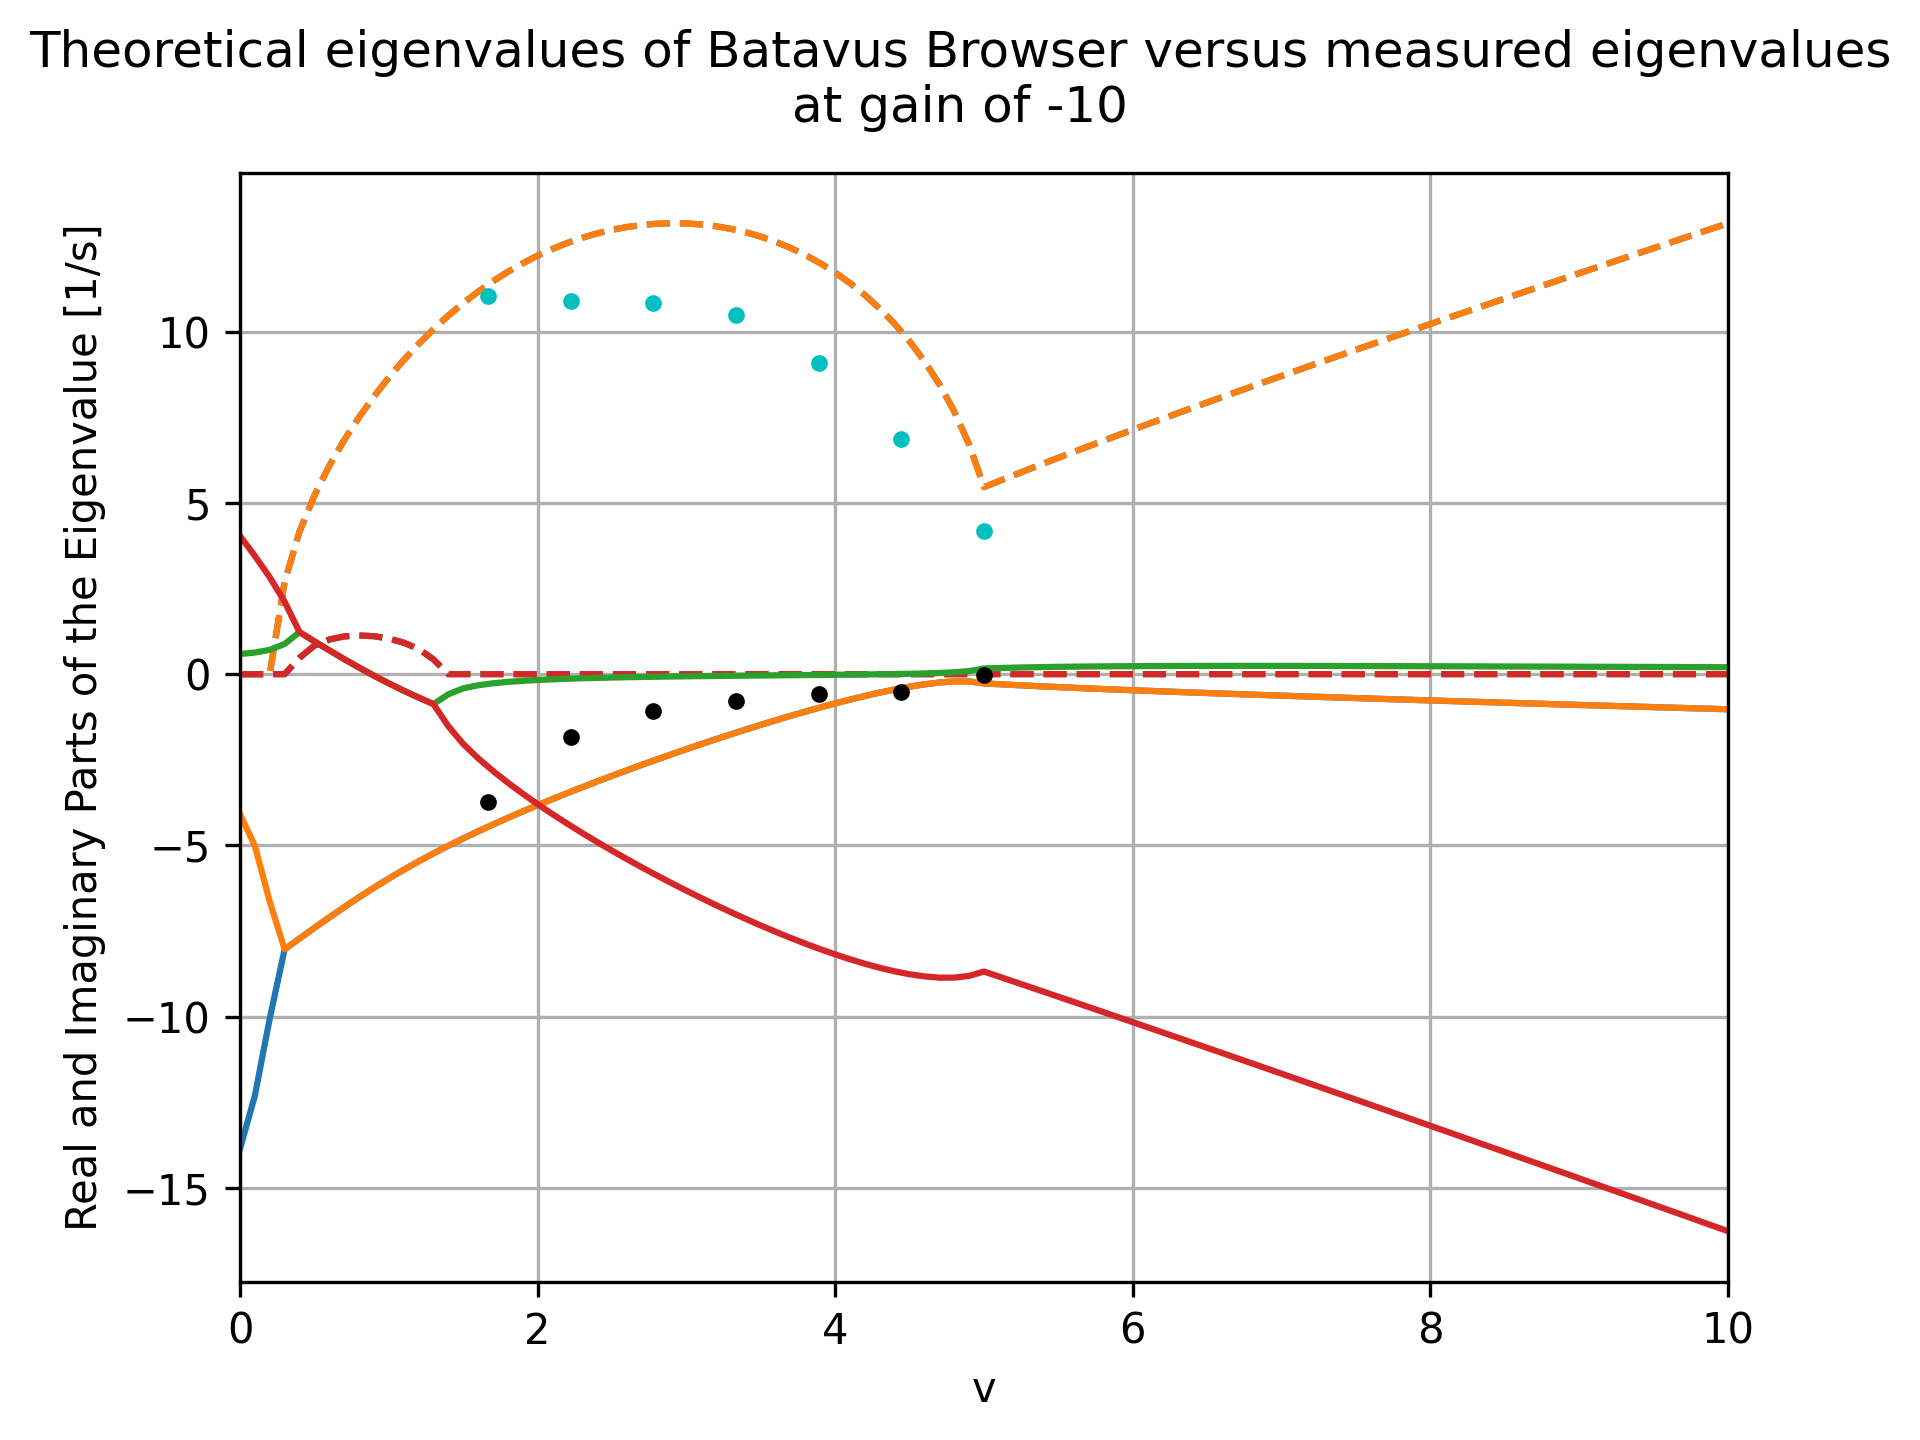 Theoretical eigenvalues of Batavus Browser versus measured eigenvalues
at gain of -10
Real and Imaginary Parts of the Eigenvalue [1/s]
10
5
0
−5
−10
−15
0 2 4 6 8 10
v